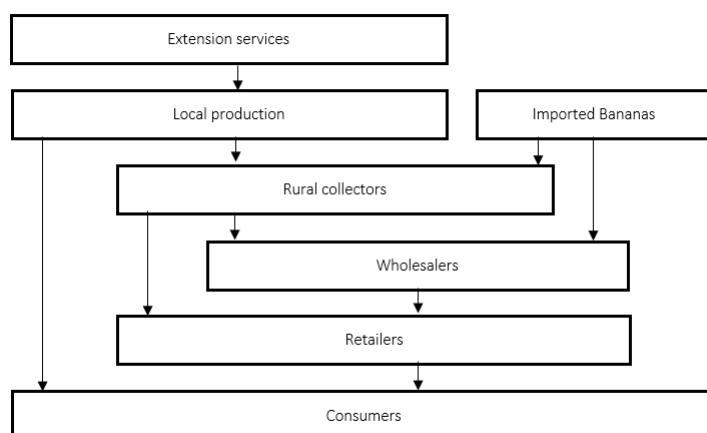 Extension services
Local production
Imported Bananas
Rural collectors
Wholesalers
Retailers
Consumers